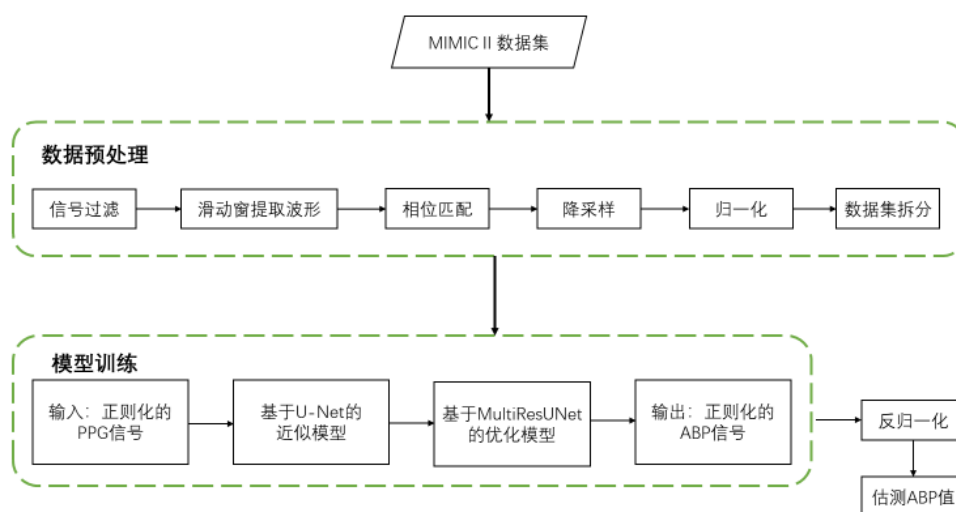 MIMIC II 数据集
数据预处理
信号过滤
滑动窗提取波形
相位匹配
降采样
归一化
数据集拆分
模型训练
输入：正则化的
PPG信号
基于U-Net的
近似模型
基于MultiResUNet
的优化模型
输出：正则化的
ABP信号
反归一化
估测ABP值